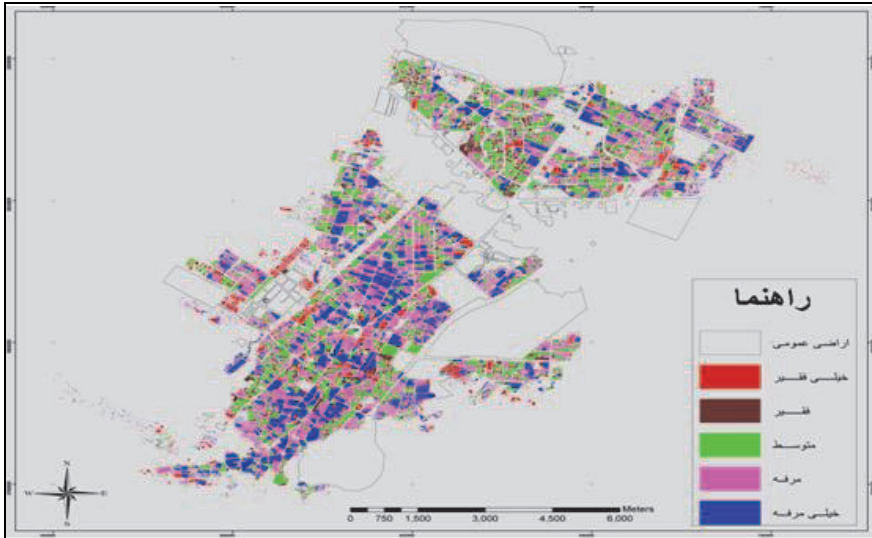 راهنما
اراضی عمومی
خیلی فقیر
فقیر
متوسط
مرفه
خیلی مرفه
N
W E
S
Meters
0 750 1,500 3,000 4,500 6,000